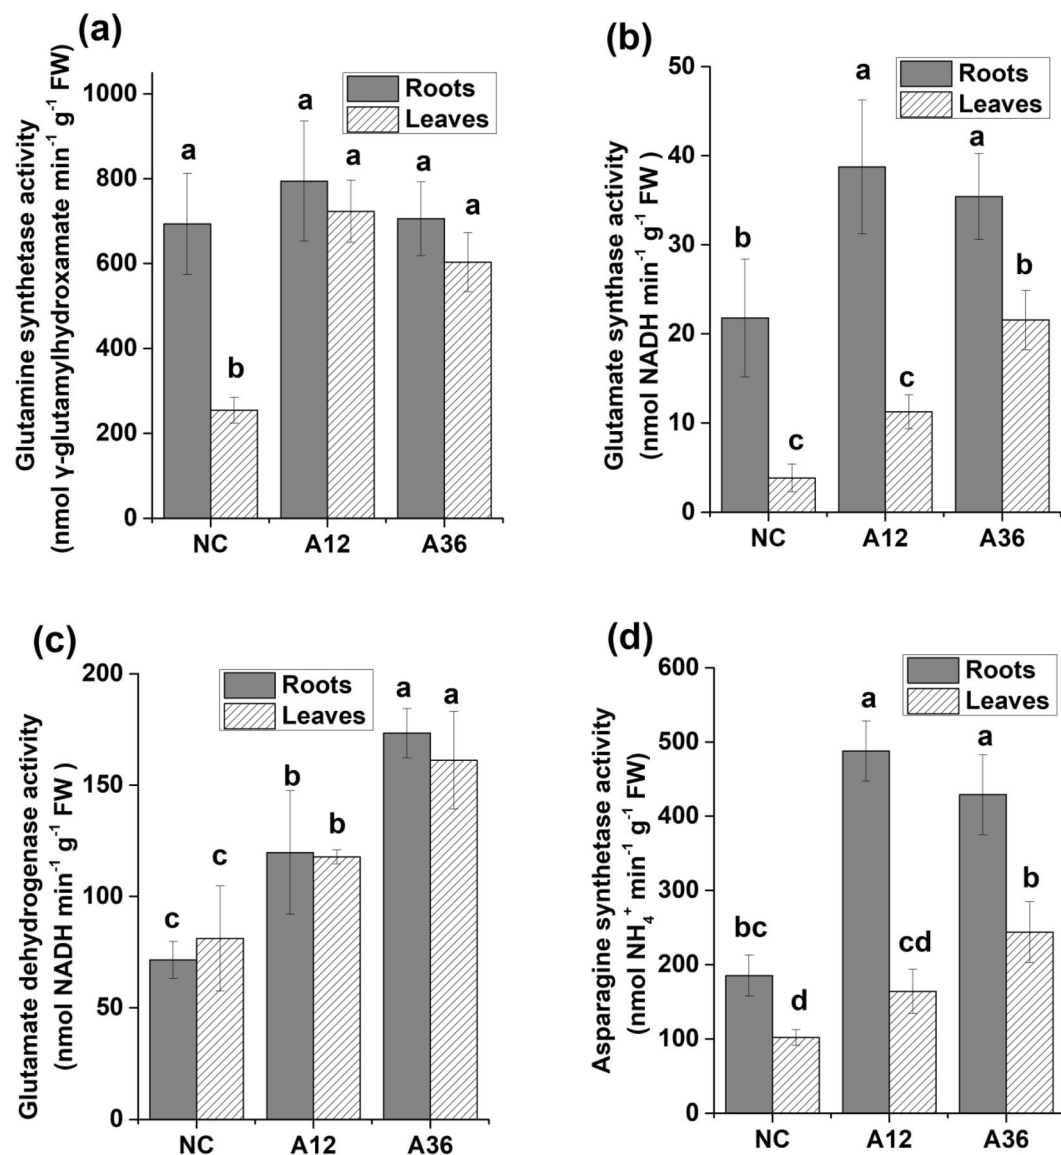 (a)
Glutamine synthetase activity
(nmol γ-glutamylhydroxamate min⁻¹ g⁻¹ FW)
1000
800
600
400
200
0
Roots
Leaves
a
b
a
a
a
a
NC
A12
A36
(b)
Glutamate synthase activity
(nmol NADH min⁻¹ g⁻¹ FW )
50
40
30
20
10
0
Roots
Leaves
b
c
a
c
a
b
NC
A12
A36
(c)
Glutamate dehydrogenase activity
(nmol NADH min⁻¹ g⁻¹ FW )
200
150
100
50
0
Roots
Leaves
c
c
b
b
a
a
NC
A12
A36
(d)
Asparagine synthetase activity
(nmol NH₄⁺ min⁻¹ g⁻¹ FW)
600
500
400
300
200
100
0
Roots
Leaves
bc
d
a
cd
a
b
NC
A12
A36